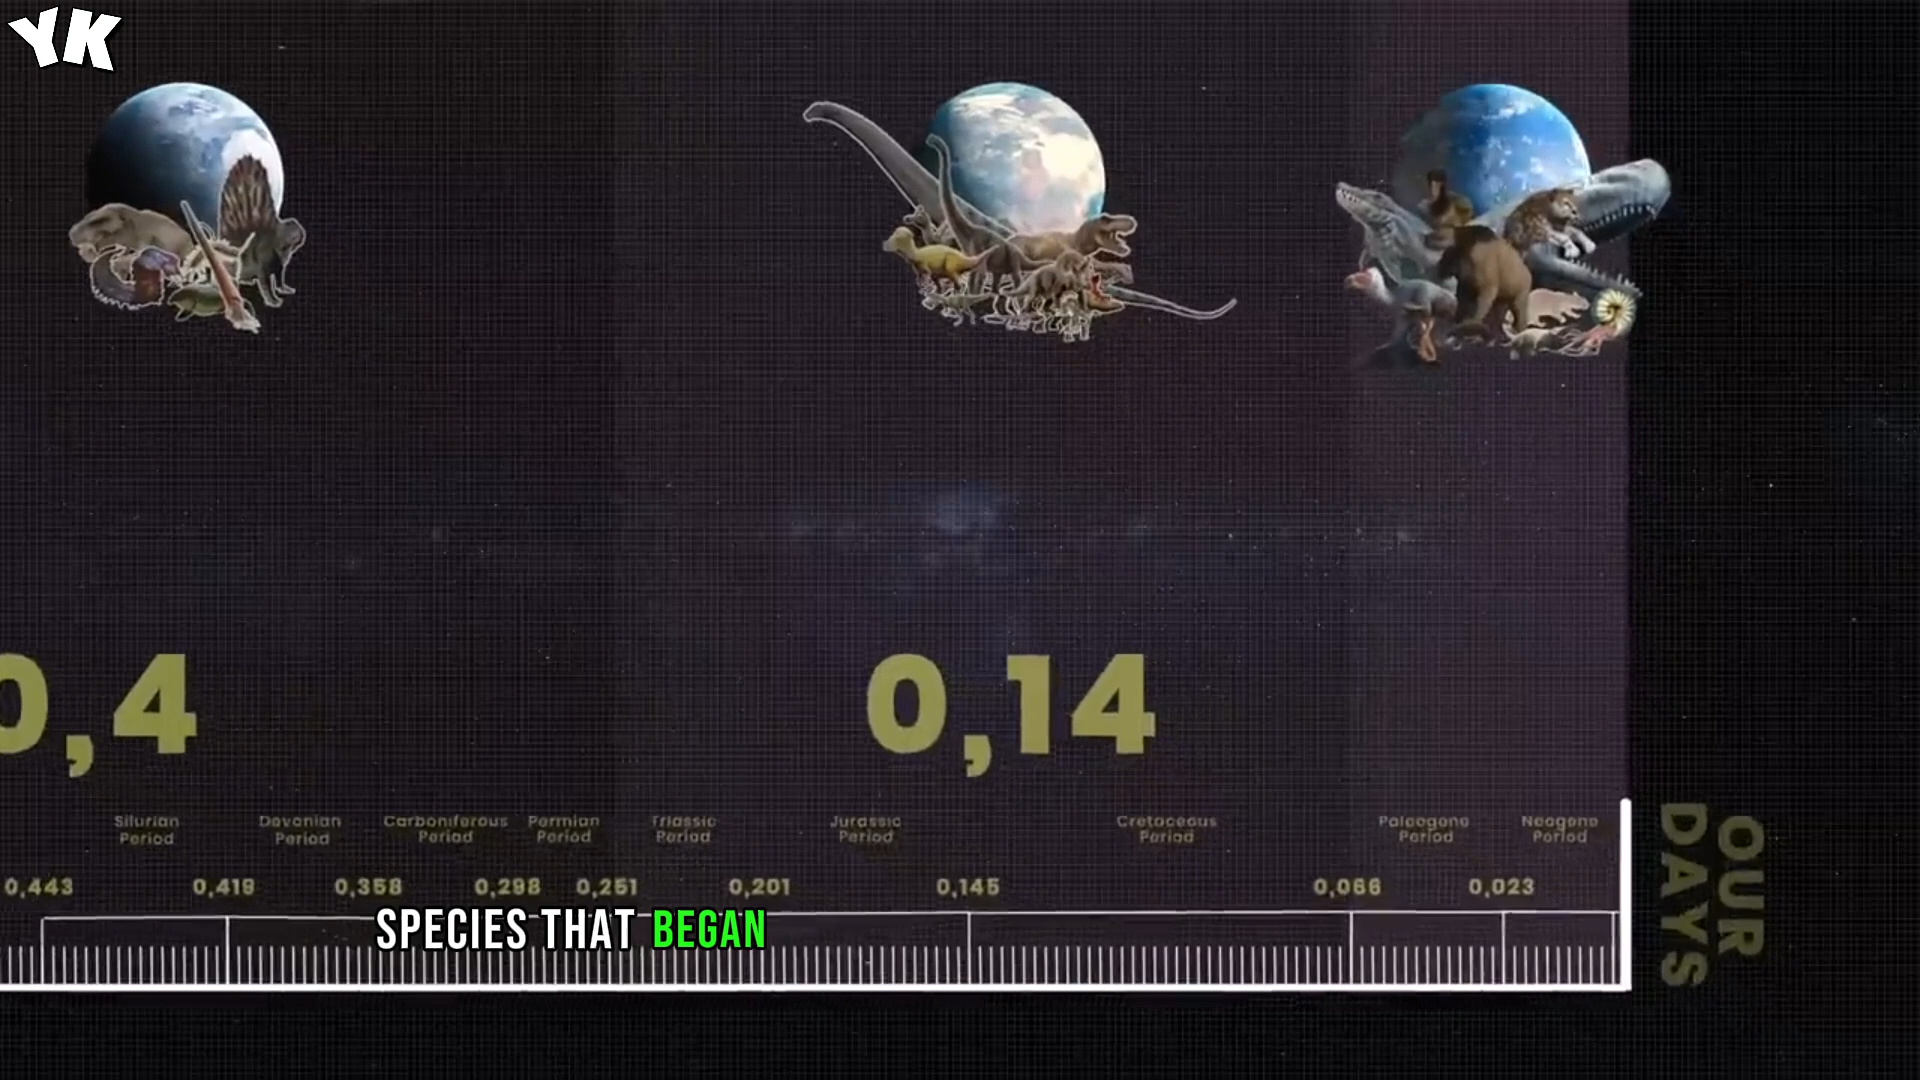 YK
0,4
0,14
Silurian Period
Devonian Period
Carboniferous Period
Permian Period
Triassic Period
Jurassic Period
Cretaceous Period
Paleogene Period
Neogene Period
0,443
0,419
0,358
0,298
0,251
0,201
0,145
0,066
0,023
OUR
DAYS
SPECIES THAT BEGAN